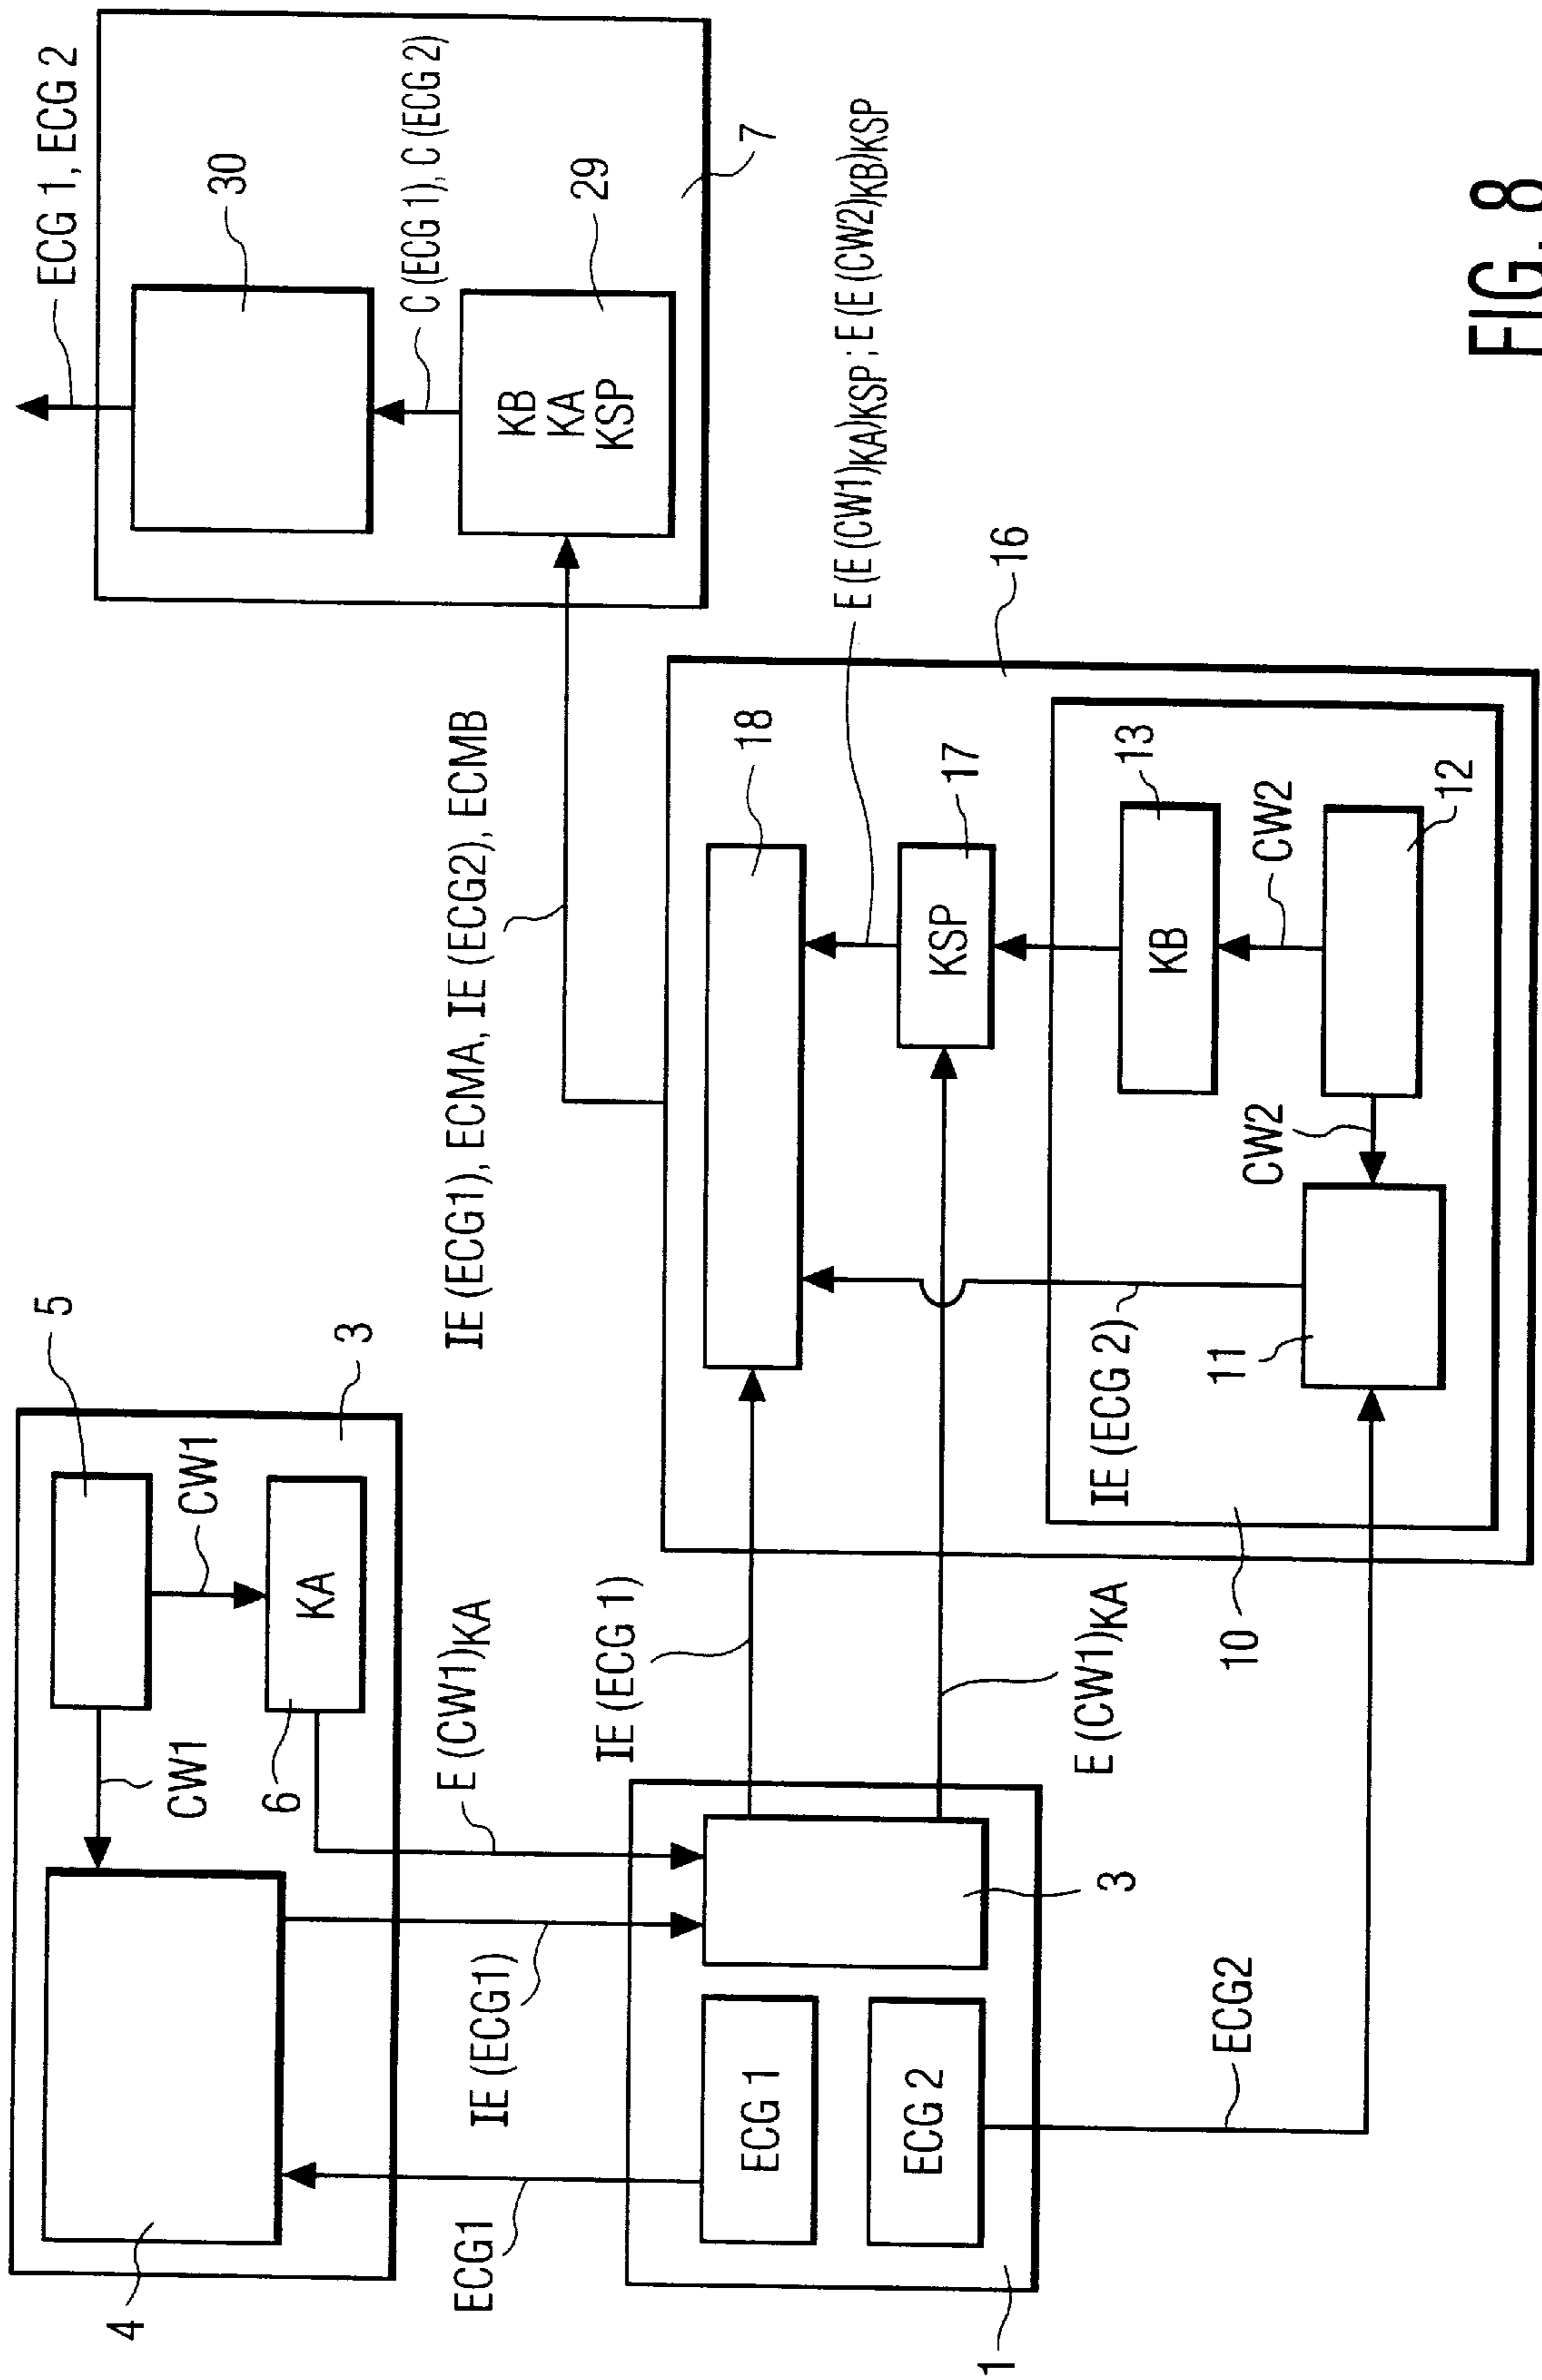 5
3
CW1
CW1
KA
6
4
E (CW1)KA
IE (ECG1)
ECG1
ECG 1
ECG 2
3
1
IE (ECG 1)
E (CW1)KA
ECG2
IE (ECG1), ECMA, IE (ECG2), ECMB
18
KSP
17
E (E (CW1)KA)KSP ; E (E (CW2)KB)KSP
16
KB
13
CW2
12
CW2
IE (ECG 2)
11
10
ECG 1, ECG 2
30
C (ECG 1), C (ECG 2)
KB
KA
KSP
29
7
FIG. 8